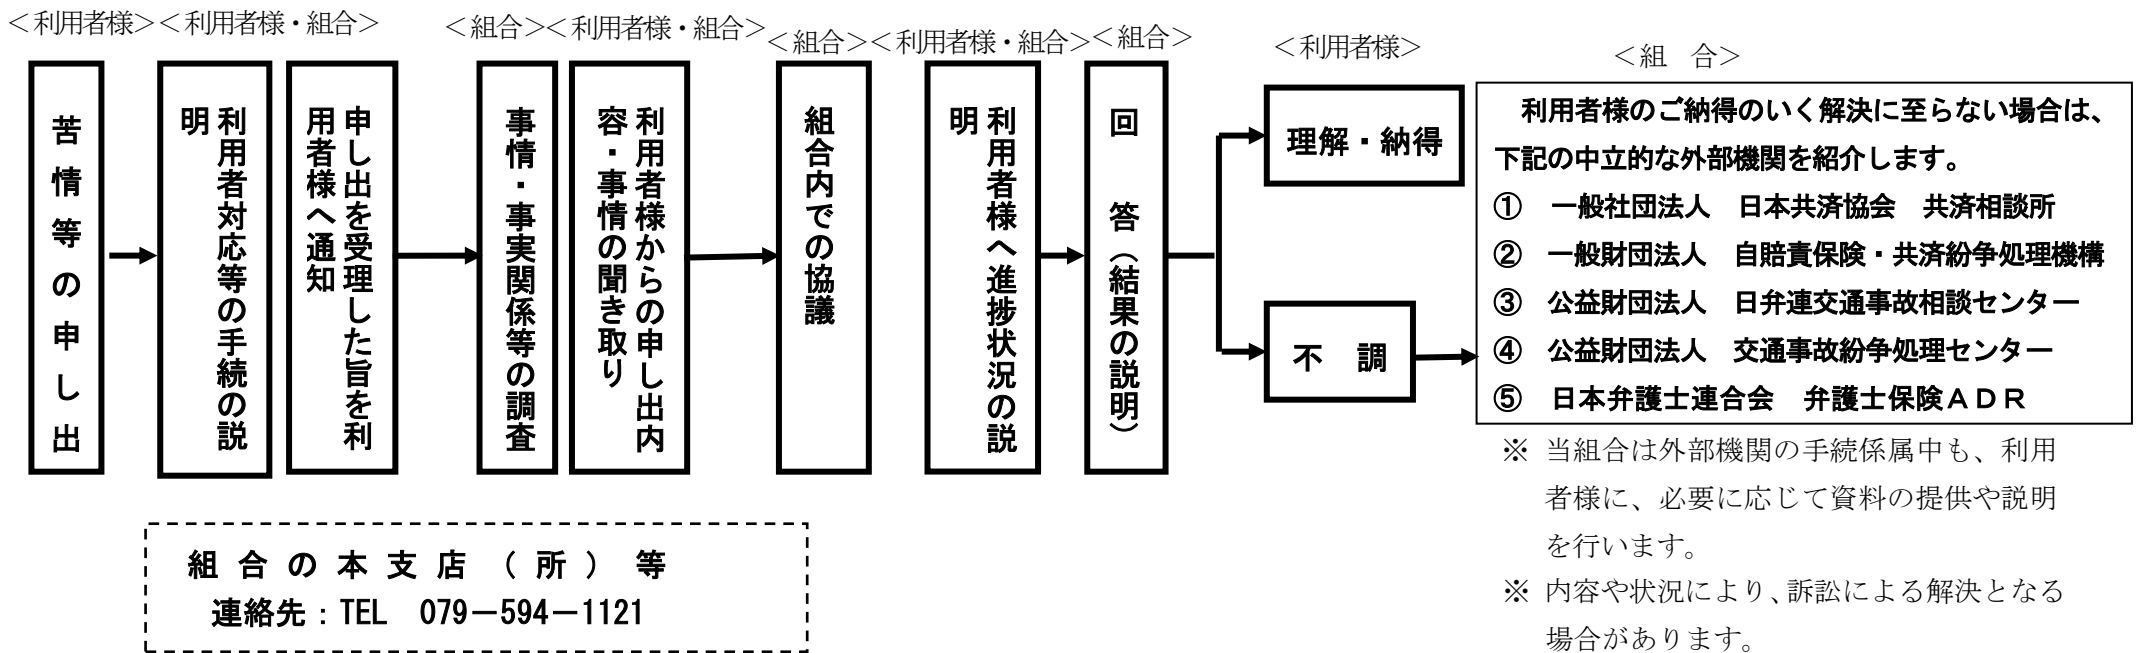 ＜利用者様＞
＜利用者様・組合＞
＜組合＞
＜利用者様・組合＞
＜組合＞
＜利用者様・組合＞
＜組合＞
＜利用者様＞
＜組　合＞
苦情等の申し出
利用者対応等の手続の説
明
申し出を受理した旨を利
用者様へ通知
事情・事実関係等の調査
利用者様からの申し出内
容・事情の聞き取り
組合内での協議
利用者様へ進捗状況の説
明
回　答（結果の説明）
理解・納得
不　調
利用者様のご納得のいく解決に至らない場合は、
下記の中立的な外部機関を紹介します。
①　一般社団法人　日本共済協会　共済相談所
②　一般財団法人　自賠責保険・共済紛争処理機構
③　公益財団法人　日弁連交通事故相談センター
④　公益財団法人　交通事故紛争処理センター
⑤　日本弁護士連合会　弁護士保険ＡＤＲ
※ 当組合は外部機関の手続係属中も、利用
者様に、必要に応じて資料の提供や説明
を行います。
※ 内容や状況により、訴訟による解決となる
場合があります。
組合の本支店（所）等
連絡先：TEL　079－594－1121